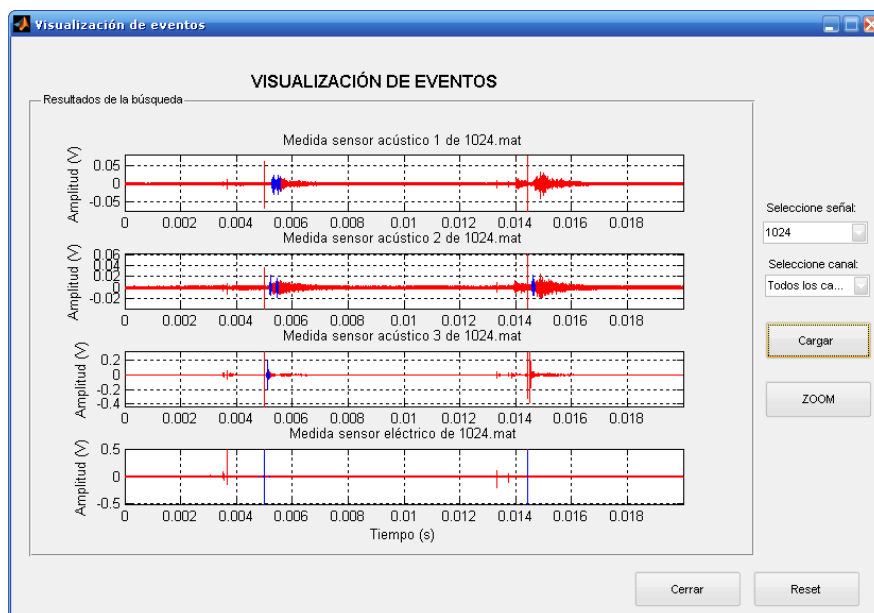 Visualización de eventos
VISUALIZACIÓN DE EVENTOS
Resultados de la búsqueda
Medida sensor acústico 1 de 1024.mat
Amplitud (V)
0.05
0
-0.05
0 0.002 0.004 0.006 0.008 0.01 0.012 0.014 0.016 0.018
Medida sensor acústico 2 de 1024.mat
Amplitud (V)
0.06
0.04
0.02
0
-0.02
0 0.002 0.004 0.006 0.008 0.01 0.012 0.014 0.016 0.018
Medida sensor acústico 3 de 1024.mat
Amplitud (V)
0.2
0
-0.2
-0.4
0 0.002 0.004 0.006 0.008 0.01 0.012 0.014 0.016 0.018
Medida sensor eléctrico de 1024.mat
Amplitud (V)
0.5
0
-0.5
0 0.002 0.004 0.006 0.008 0.01 0.012 0.014 0.016 0.018
Tiempo (s)
Seleccione señal:
1024
Seleccione canal:
Todos los ca...
Cargar
ZOOM
Cerrar
Reset